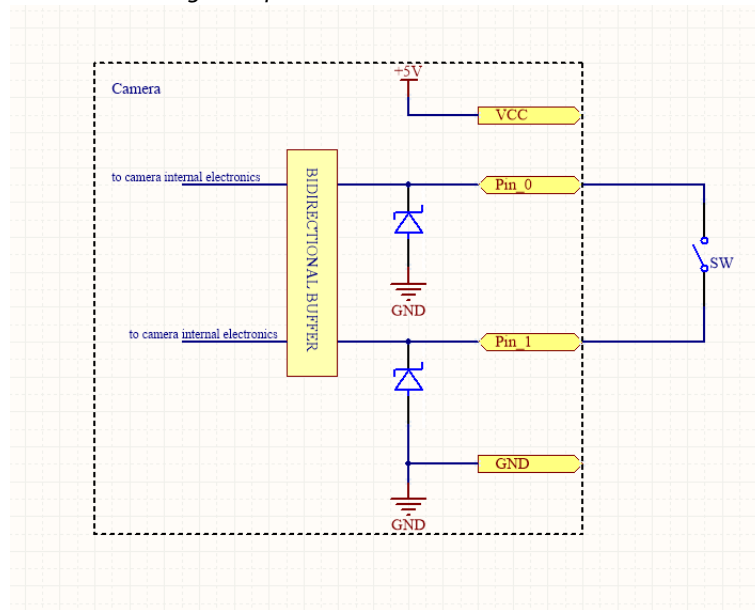 +5V
Camera
VCC
to camera internal electronics
Pin_0
BIDIRECTIONAL BUFFER
SW
GND
to camera internal electronics
Pin_1
GND
GND